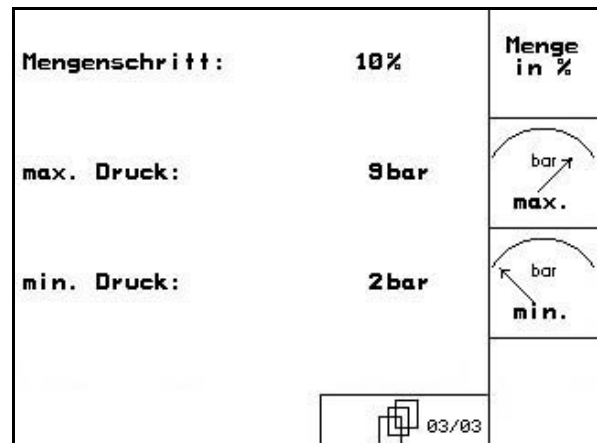 Mengenschritt: 10%
Menge
in %
max. Druck: 9bar
bar
max.
min. Druck: 2bar
bar
min.
03/03